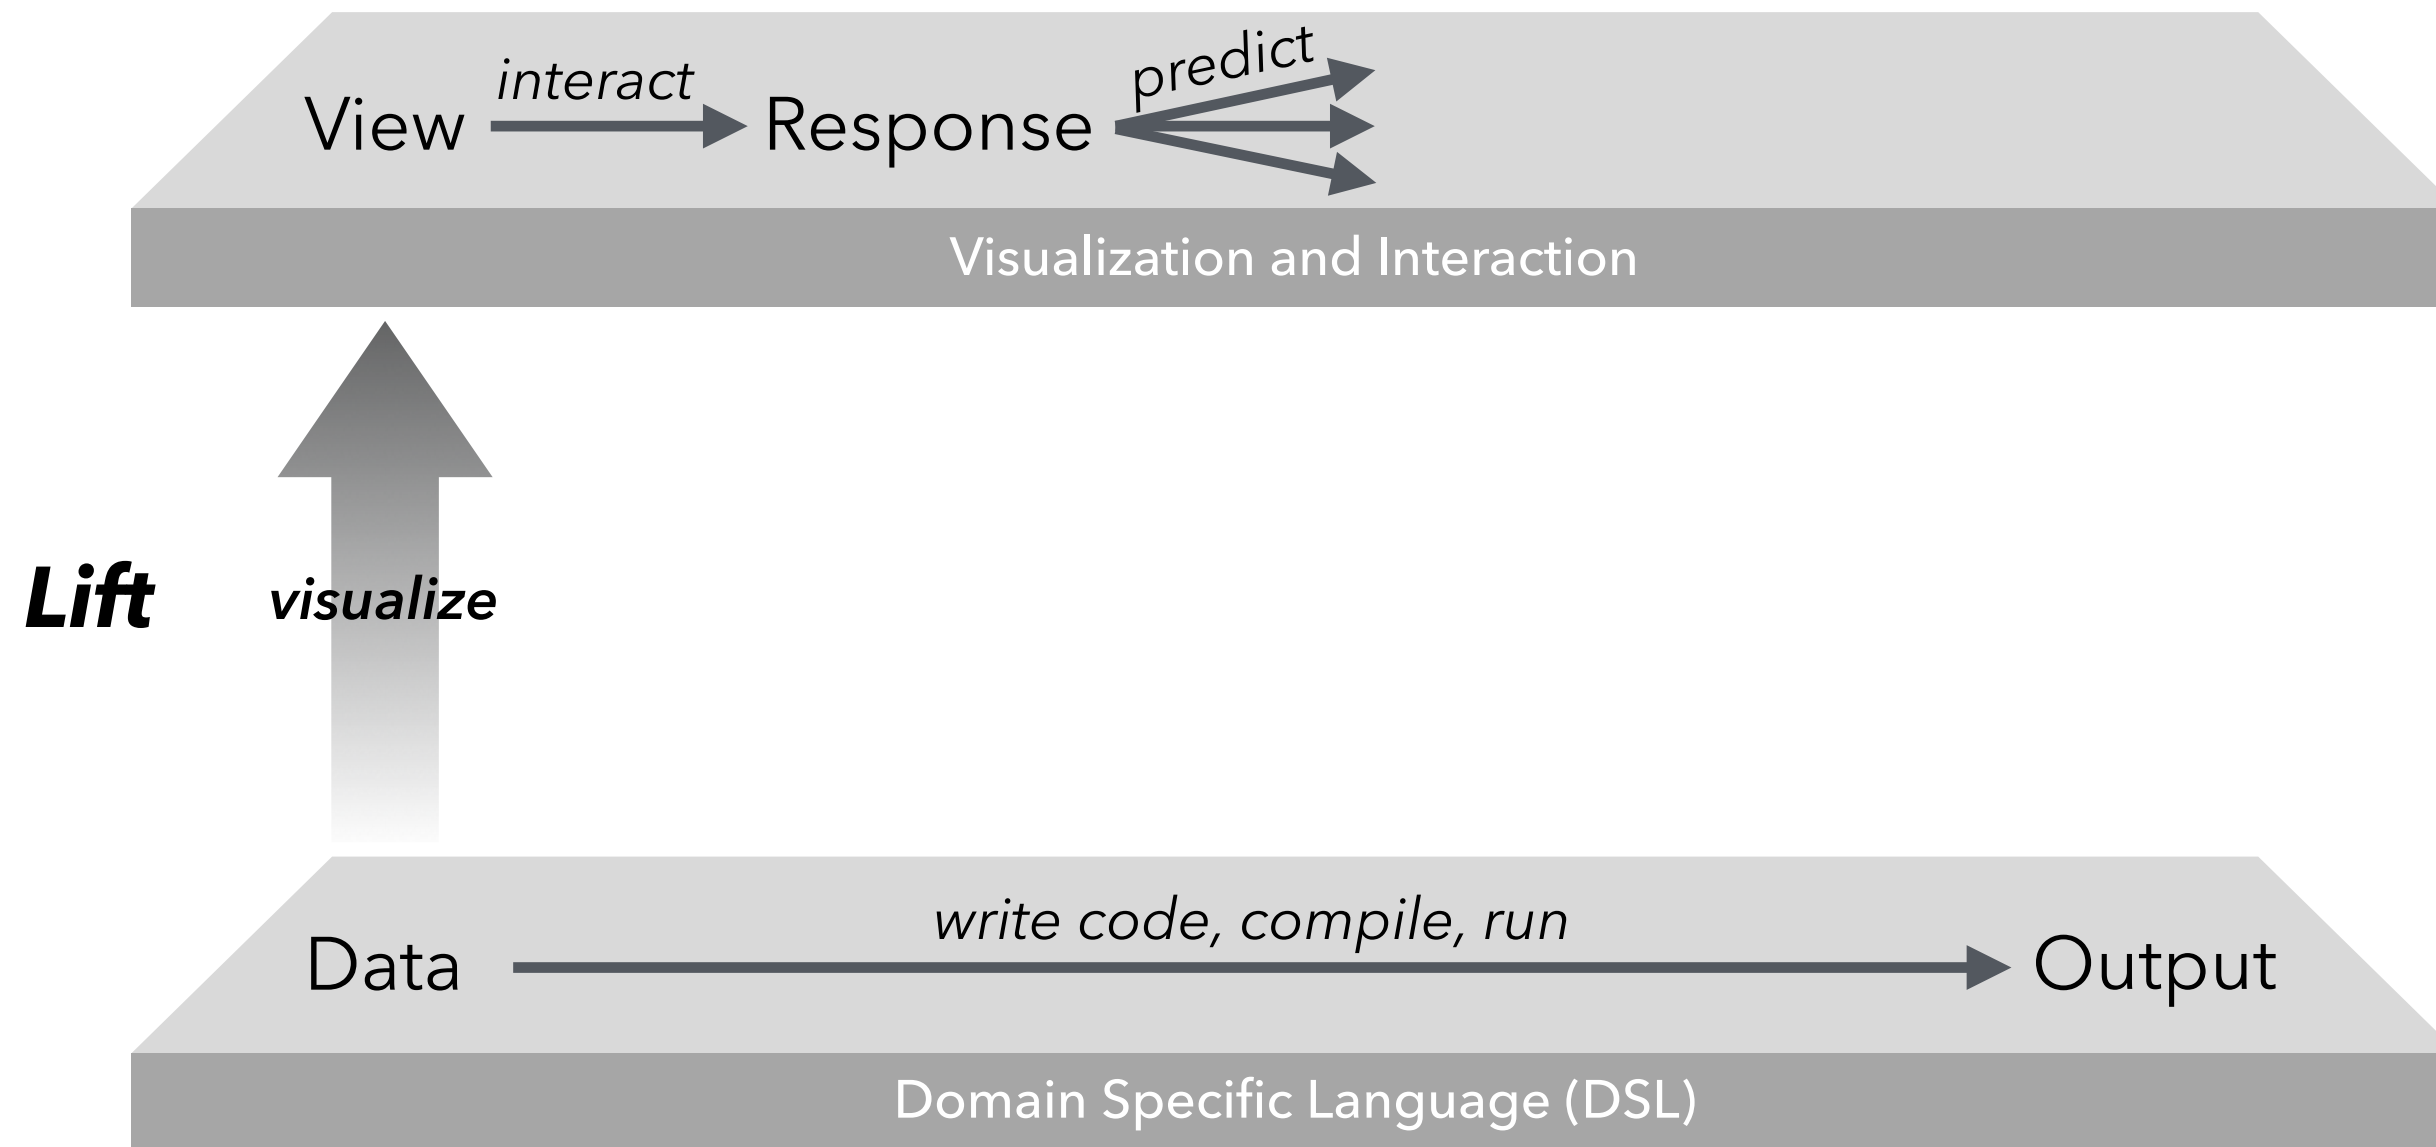 predict
interact
View
Response
Visualization and Interaction
Lift
visualize
write code, compile, run
Data
Output
Domain Specific Language (DSL)